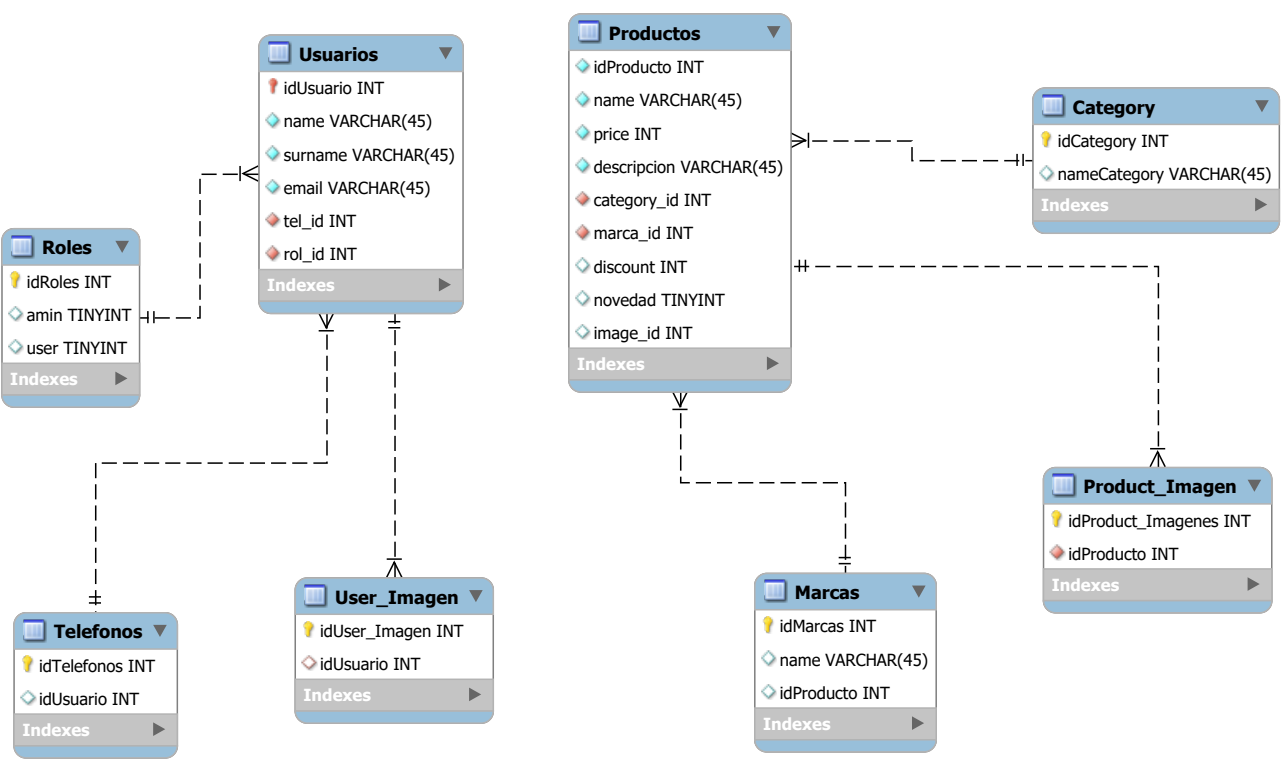 Usuarios
idUsuario INT
name VARCHAR(45)
surname VARCHAR(45)
email VARCHAR(45)
tel_id INT
rol_id INT
Indexes
Productos
idProducto INT
name VARCHAR(45)
price INT
descripcion VARCHAR(45)
category_id INT
marca_id INT
discount INT
novedad TINYINT
image_id INT
Indexes
Category
idCategory INT
nameCategory VARCHAR(45)
Indexes
Roles
idRoles INT
amin TINYINT
user TINYINT
Indexes
Product_Imagen
idProduct_Imagenes INT
idProducto INT
Indexes
Telefonos
idTelefonos INT
idUsuario INT
Indexes
User_Imagen
idUser_Imagen INT
idUsuario INT
Indexes
Marcas
idMarcas INT
name VARCHAR(45)
idProducto INT
Indexes